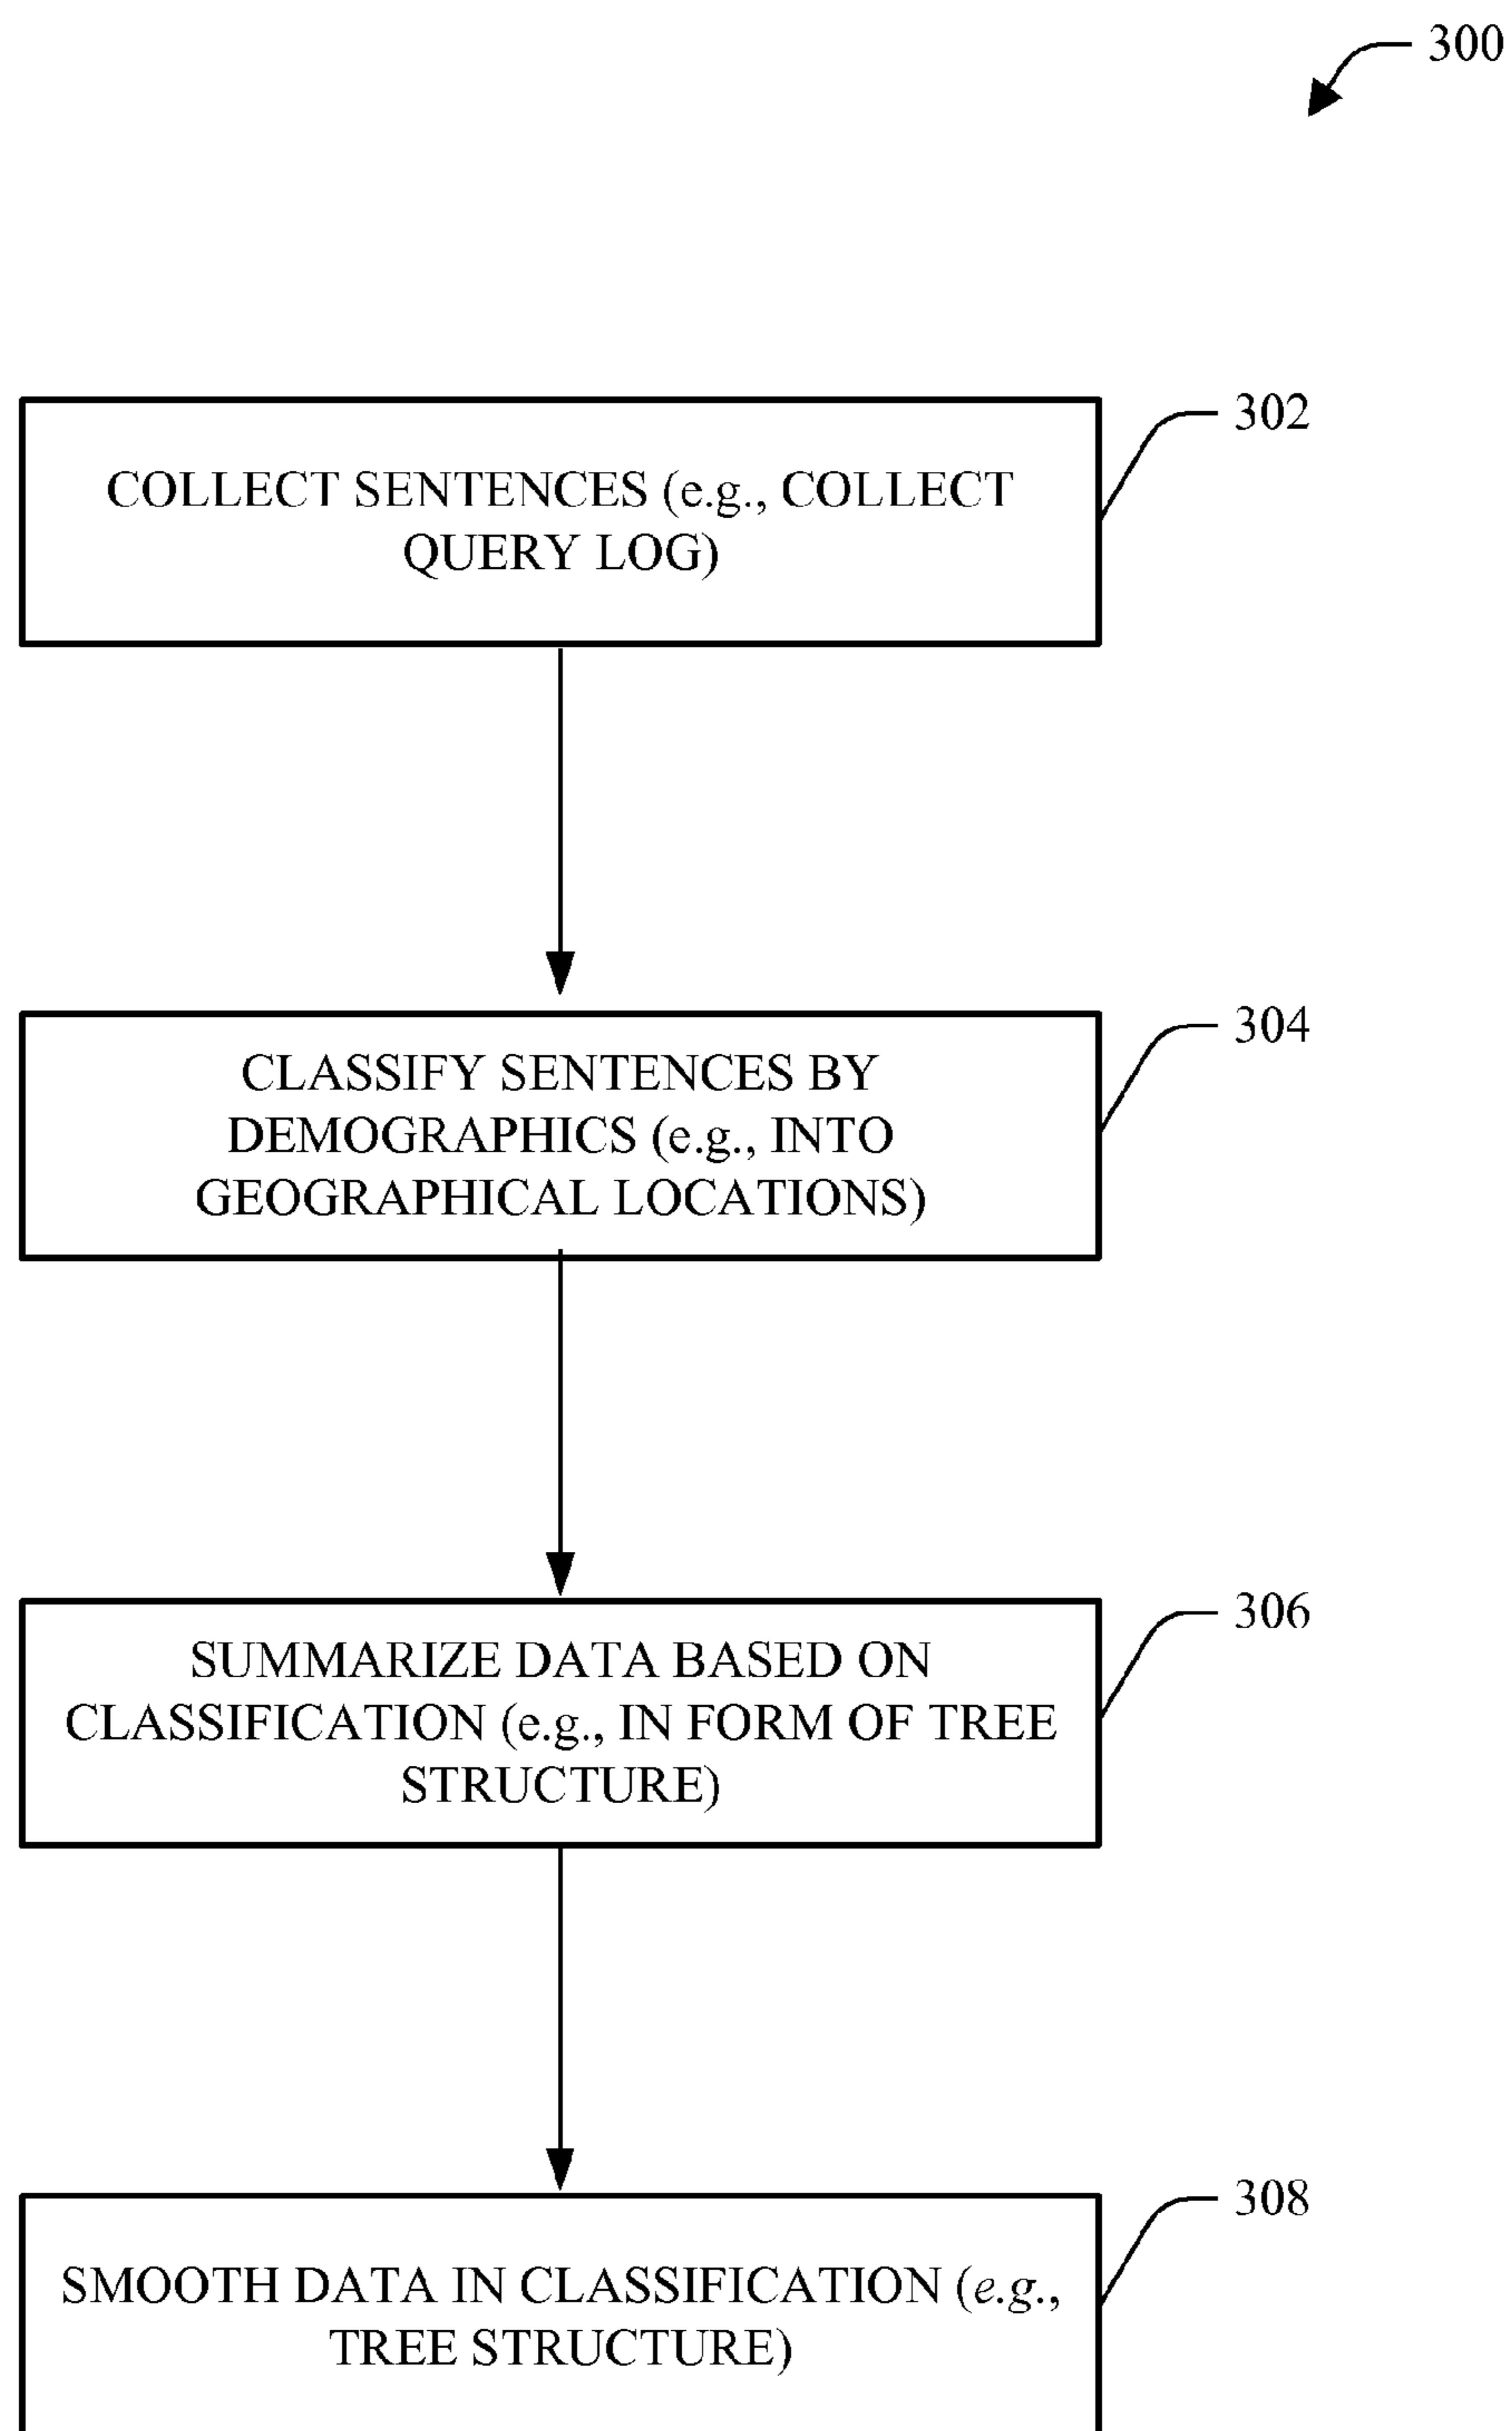 300
302
COLLECT SENTENCES (e.g., COLLECT
QUERY LOG)
304
CLASSIFY SENTENCES BY
DEMOGRAPHICS (e.g., INTO
GEOGRAPHICAL LOCATIONS)
306
SUMMARIZE DATA BASED ON
CLASSIFICATION (e.g., IN FORM OF TREE
STRUCTURE)
308
SMOOTH DATA IN CLASSIFICATION (e.g.,
TREE STRUCTURE)